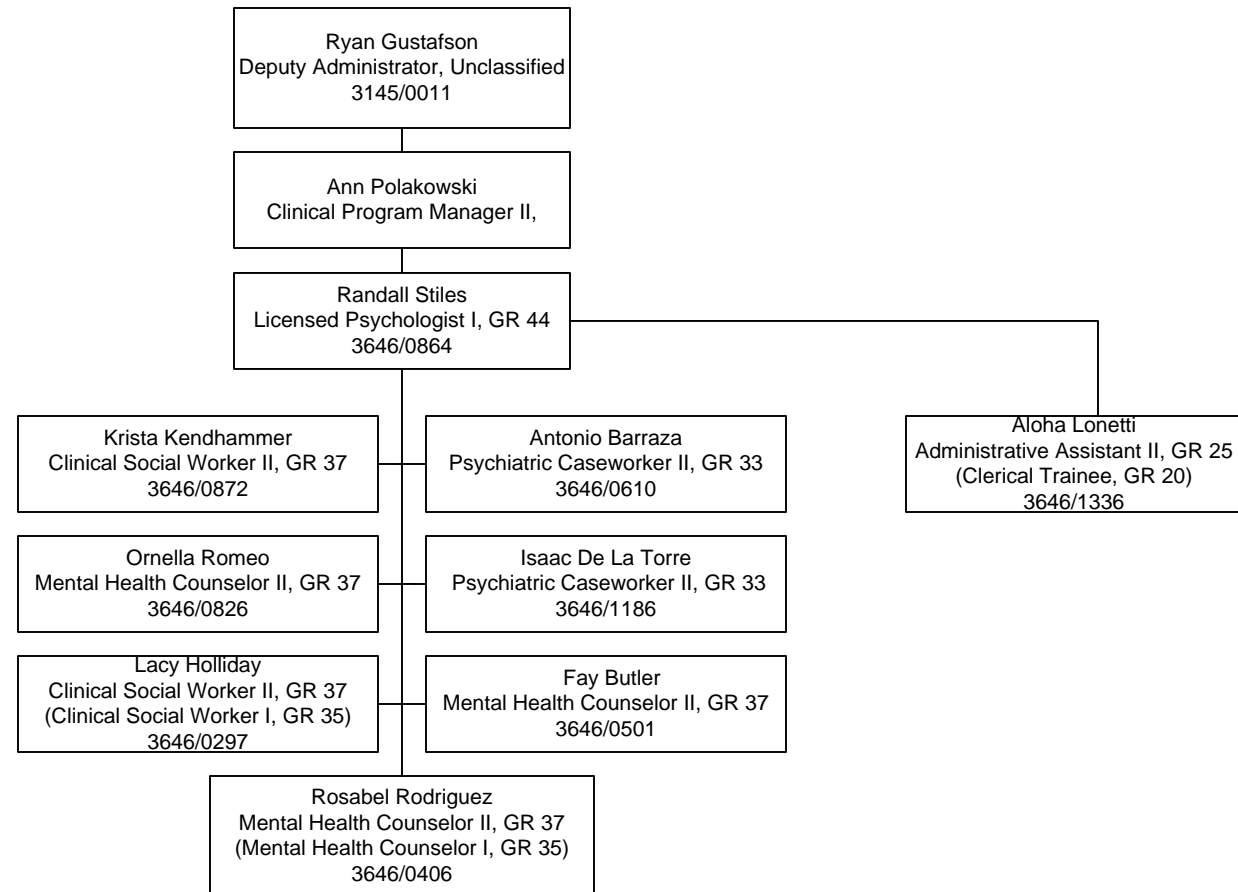 Ryan Gustafson
Deputy Administrator, Unclassified
3145/0011
Ann Polakowski
Clinical Program Manager II,
Randall Stiles
Licensed Psychologist I, GR 44
3646/0864
Krista Kendhammer
Clinical Social Worker II, GR 37
3646/0872
Antonio Barraza
Psychiatric Caseworker II, GR 33
3646/0610
Aloha Lonetti
Administrative Assistant II, GR 25
(Clerical Trainee, GR 20)
3646/1336
Ornella Romeo
Mental Health Counselor II, GR 37
3646/0826
Isaac De La Torre
Psychiatric Caseworker II, GR 33
3646/1186
Lacy Holliday
Clinical Social Worker II, GR 37
(Clinical Social Worker I, GR 35)
3646/0297
Fay Butler
Mental Health Counselor II, GR 37
3646/0501
Rosabel Rodriguez
Mental Health Counselor II, GR 37
(Mental Health Counselor I, GR 35)
3646/0406